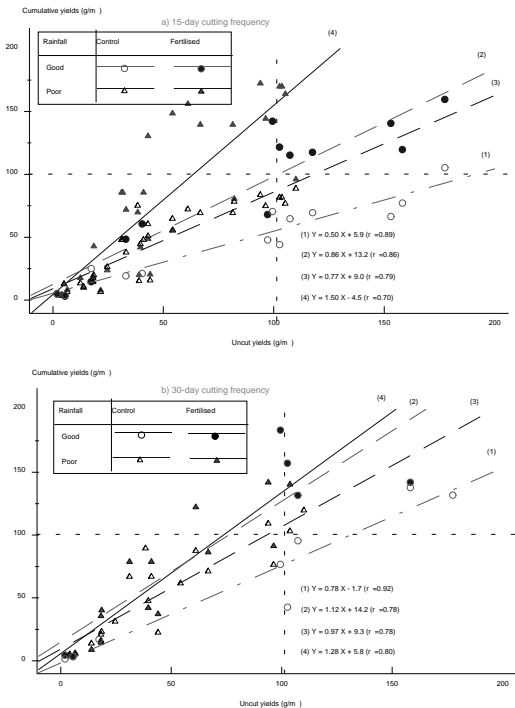 Cumulative yields (g/m )
a) 15-day cutting frequency
Rainfall Control Fertilised
Good
Poor
(4)
(2)
(3)
(1)
200
150
100
50
0
(1) Y = 0.50 X + 5.9 (r =0.89)
(2) Y = 0.86 X + 13.2 (r =0.86)
(3) Y = 0.77 X + 9.0 (r =0.79)
(4) Y = 1.50 X - 4.5 (r =0.70)
0 50 100 150 200
Uncut yields (g/m )
Cumulative yields (g/m )
b) 30-day cutting frequency
Rainfall Control Fertilised
Good
Poor
(4)
(2)
(3)
(1)
200
150
100
50
0
(1) Y = 0.78 X - 1.7 (r =0.92)
(2) Y = 1.12 X + 14.2 (r =0.78)
(3) Y = 0.97 X + 9.3 (r =0.78)
(4) Y = 1.28 X + 5.8 (r =0.80)
0 50 100 150 200
Uncut yields (g/m )